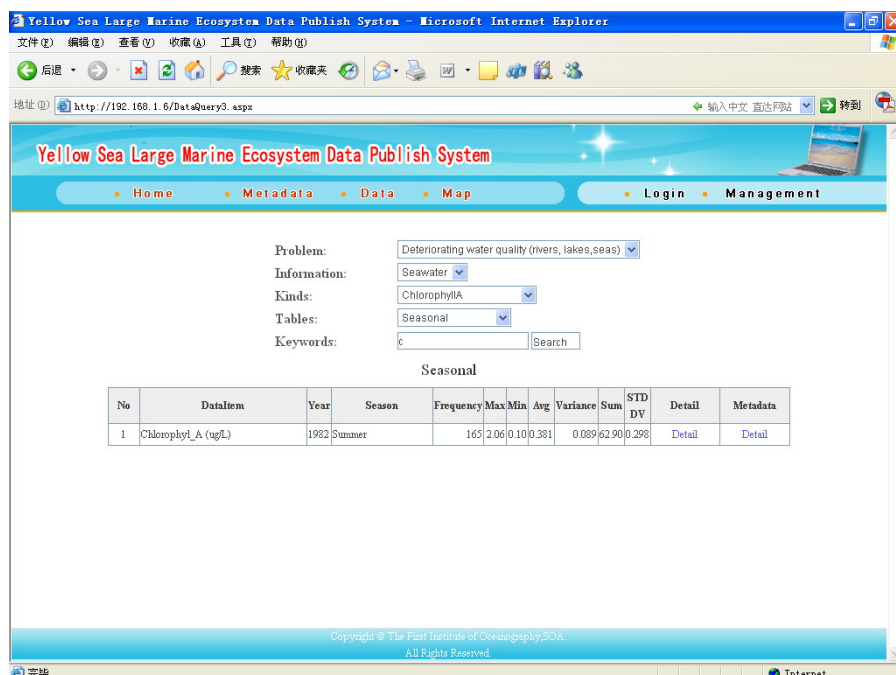 Yellow Sea Large Marine Ecosystem Data Publish System - Microsoft Internet Explorer
文件(F) 编辑(E) 查看(V) 收藏(A) 工具(T) 帮助(H)
后退 搜索 收藏夹
地址(D) http://192.168.1.6/DataQuery3.aspx 输入中文 直达网站 转到
Yellow Sea Large Marine Ecosystem Data Publish System
Home Metadata Data Map Login Management
Problem: Deteriorating water quality (rivers, lakes,seas)
Information: Seawater
Kinds: ChlorophyllA
Tables: Seasonal
Keywords: c Search
Seasonal
No DataItem Year Season Frequency Max Min Avg Variance Sum STD DV Detail Metadata
1 Chlorophyl_A (ug/L) 1982 Summer 165 2.06 0.10 0.381 0.089 62.90 0.298 Detail Detail
Copyright © The First Institute of Oceanography,SOA.
All Rights Reserved.
完毕 Internet